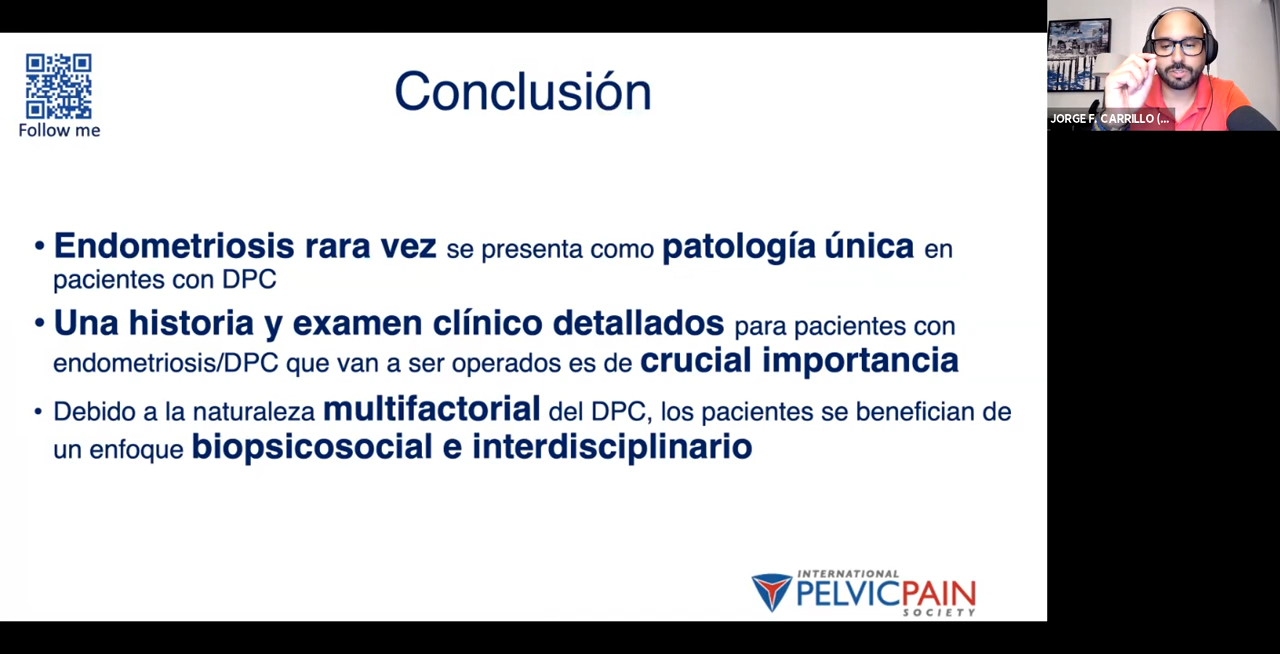 Follow me
Conclusión
• Endometriosis rara vez se presenta como patología única en
pacientes con DPC
• Una historia y examen clínico detallados para pacientes con
endometriosis/DPC que van a ser operados es de crucial importancia
• Debido a la naturaleza multifactorial del DPC, los pacientes se benefician de
un enfoque biopsicosocial e interdisciplinario
INTERNATIONAL
PELVICPAIN
SOCIETY
JORGE F. CARRILLO (...